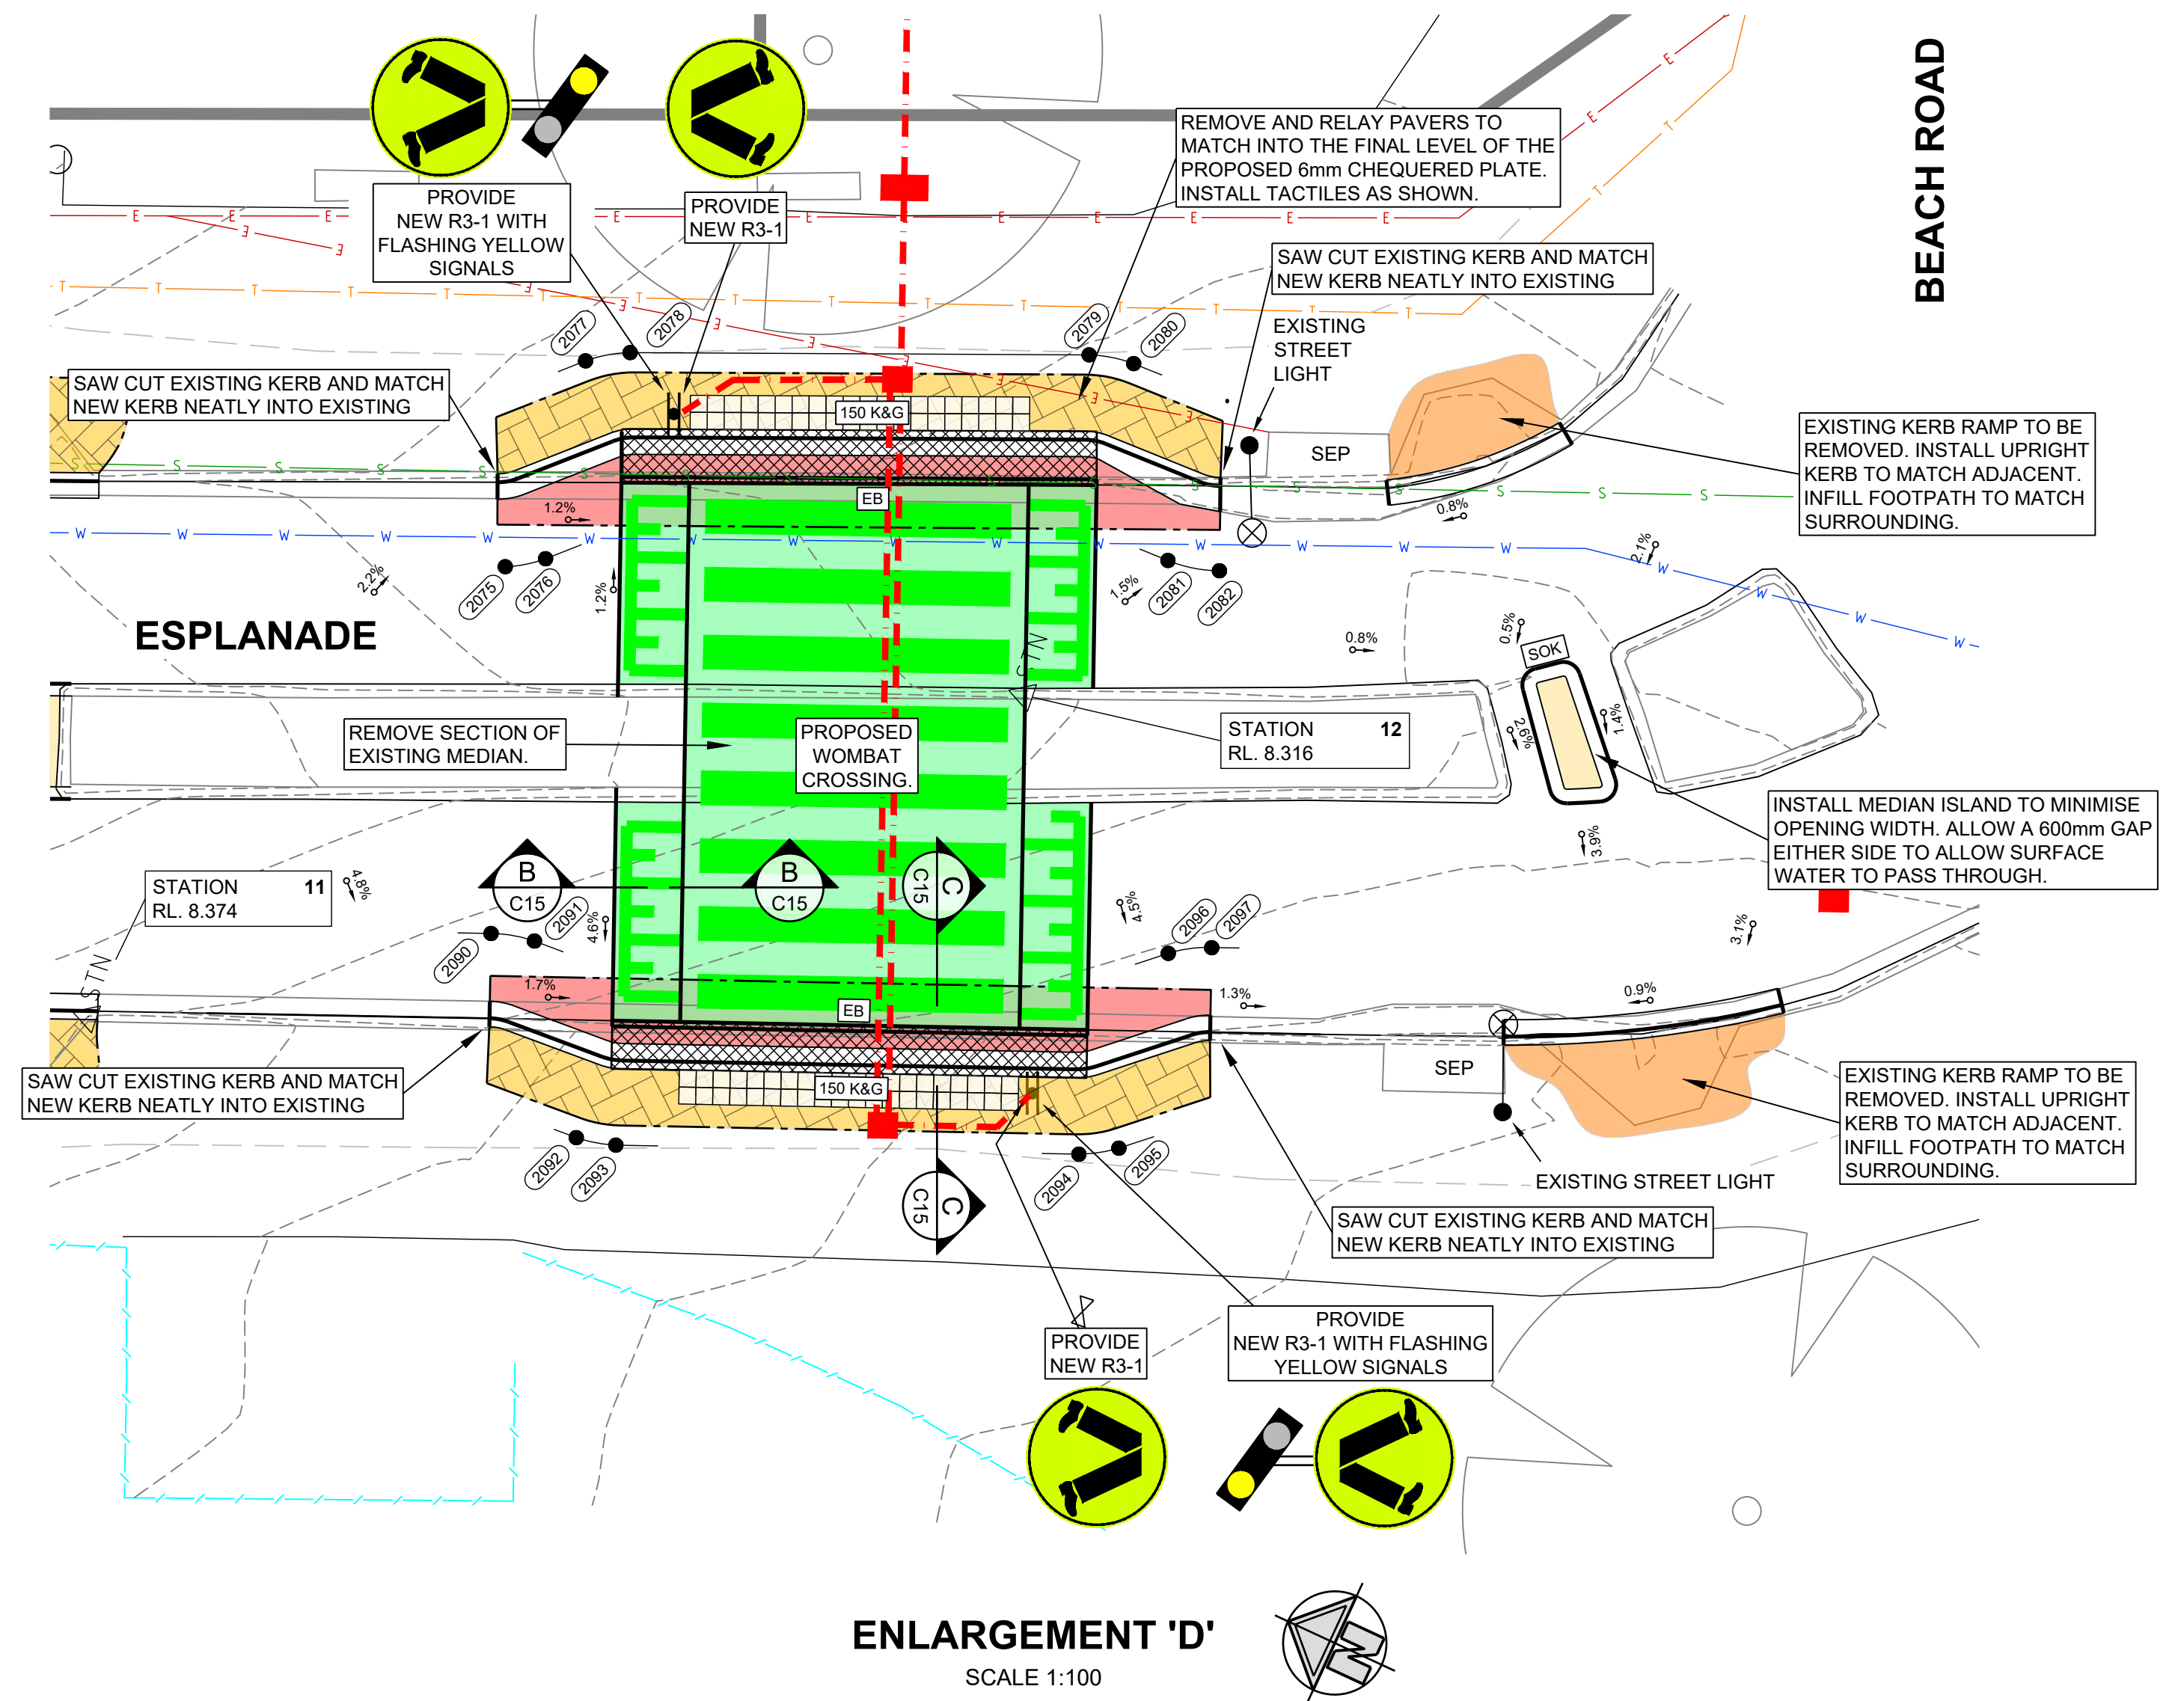 BEACH ROAD
REMOVE AND RELAY PAVERS TO
MATCH INTO THE FINAL LEVEL OF THE
PROPOSED 6mm CHEQUERED PLATE.
INSTALL TACTILES AS SHOWN.
PROVIDE
NEW R3-1 WITH
FLASHING YELLOW
SIGNALS
PROVIDE
NEW R3-1
SAW CUT EXISTING KERB AND MATCH
NEW KERB NEATLY INTO EXISTING
EXISTING
STREET
LIGHT
2077
2078
2079
2080
SAW CUT EXISTING KERB AND MATCH
NEW KERB NEATLY INTO EXISTING
150 K&G
SEP
EXISTING KERB RAMP TO BE
REMOVED. INSTALL UPRIGHT
KERB TO MATCH ADJACENT.
INFILL FOOTPATH TO MATCH
SURROUNDING.
EB
1.2%
0.8%
2.1%
2.2%
2075
2076
1.2%
1.5%
2081
2082
ESPLANADE
0.8%
0.5%
SOK
STN
REMOVE SECTION OF
EXISTING MEDIAN.
PROPOSED
WOMBAT
CROSSING.
STATION 12
RL. 8.316
2.6%
1.4%
INSTALL MEDIAN ISLAND TO MINIMISE
OPENING WIDTH. ALLOW A 600mm GAP
EITHER SIDE TO ALLOW SURFACE
WATER TO PASS THROUGH.
3.9%
STATION 11
RL. 8.374
4.8%
B
C15
B
C15
C
C15
2090
2091
4.6%
4.5%
2096
2097
3.1%
STN
1.7%
EB
1.3%
0.9%
SAW CUT EXISTING KERB AND MATCH
NEW KERB NEATLY INTO EXISTING
150 K&G
SEP
EXISTING KERB RAMP TO BE
REMOVED. INSTALL UPRIGHT
KERB TO MATCH ADJACENT.
INFILL FOOTPATH TO MATCH
SURROUNDING.
2092
2093
2094
2095
C
C15
EXISTING STREET LIGHT
SAW CUT EXISTING KERB AND MATCH
NEW KERB NEATLY INTO EXISTING
PROVIDE
NEW R3-1
PROVIDE
NEW R3-1 WITH FLASHING
YELLOW SIGNALS
ENLARGEMENT 'D'
SCALE 1:100
N
E E E E E E E E E E E
E E E E E E E E E
T T T T T T T T T T T T T T T T T T
S S S S S S S S S S S S S S S S S
W W W W W W W W W W W W W W W W W W W